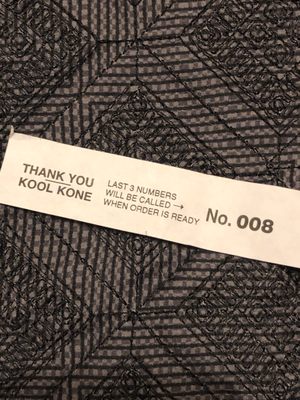 THANK YOU
KOOL KONE
LAST 3 NUMBERS
WILL BE CALLED →
WHEN ORDER IS READY
No. 008